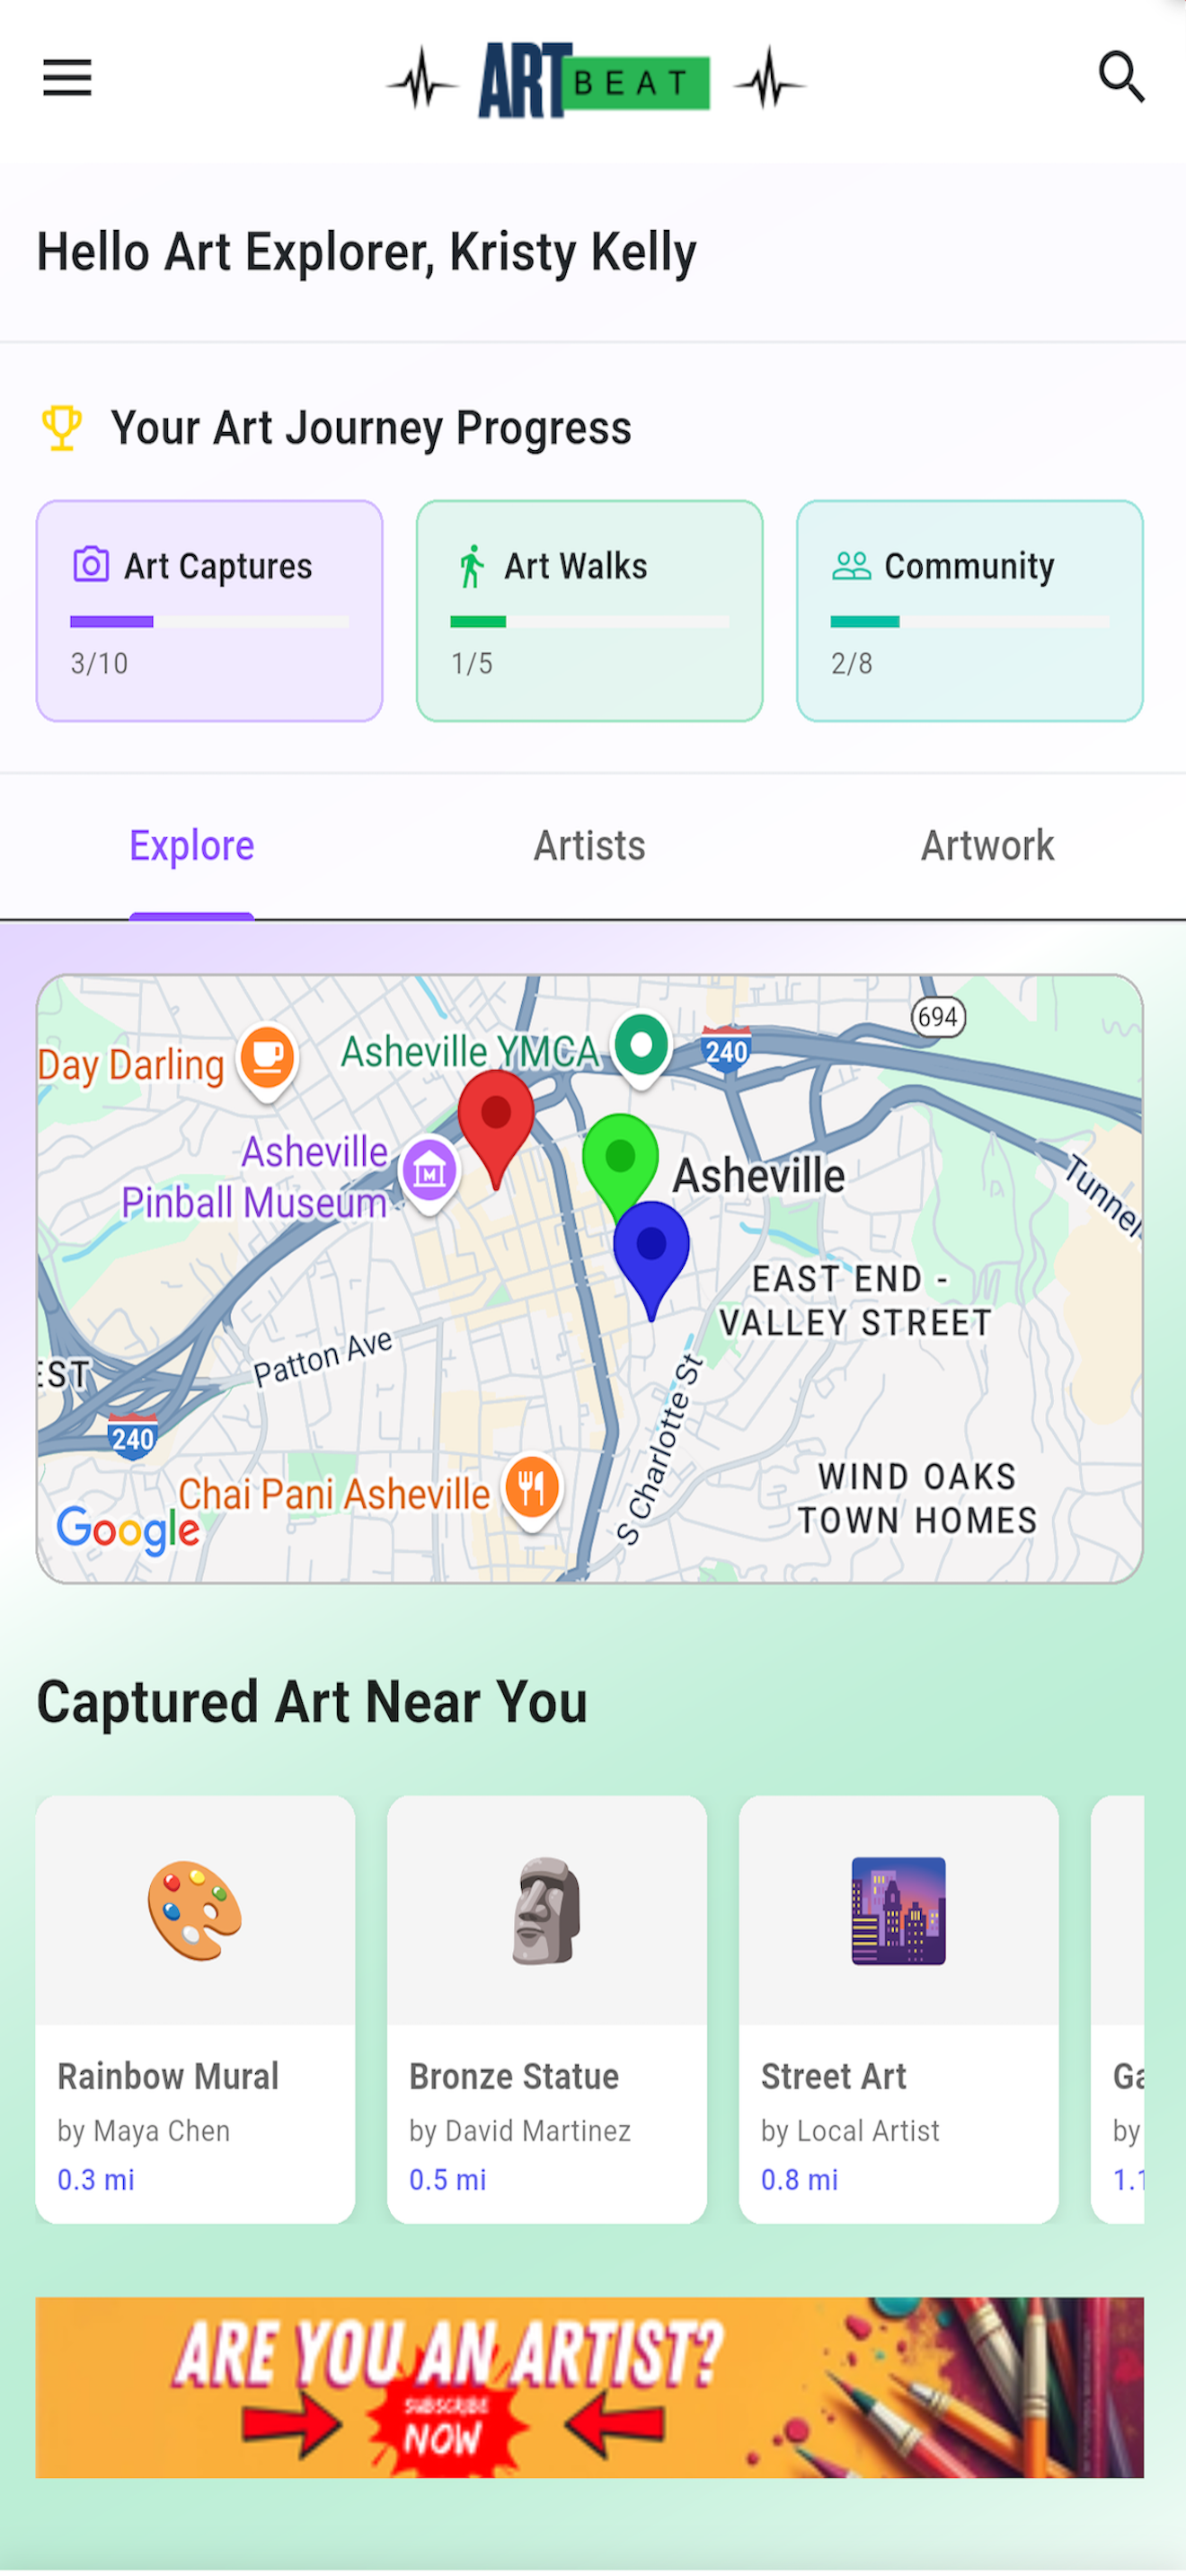 ART BEAT
Hello Art Explorer, Kristy Kelly
Your Art Journey Progress
Art Captures
3/10
Art Walks
1/5
Community
2/8
Explore
Artists
Artwork
694
Day Darling
Asheville YMCA
240
Asheville
Pinball Museum
Asheville
Tunnel
EAST END -
VALLEY STREET
Patton Ave
EST
S Charlotte St
240
Chai Pani Asheville
WIND OAKS
TOWN HOMES
Google
Captured Art Near You
Rainbow Mural
by Maya Chen
0.3 mi
Bronze Statue
by David Martinez
0.5 mi
Street Art
by Local Artist
0.8 mi
Ga
by
1.1
ARE YOU AN ARTIST?
SUBSCRIBE
NOW